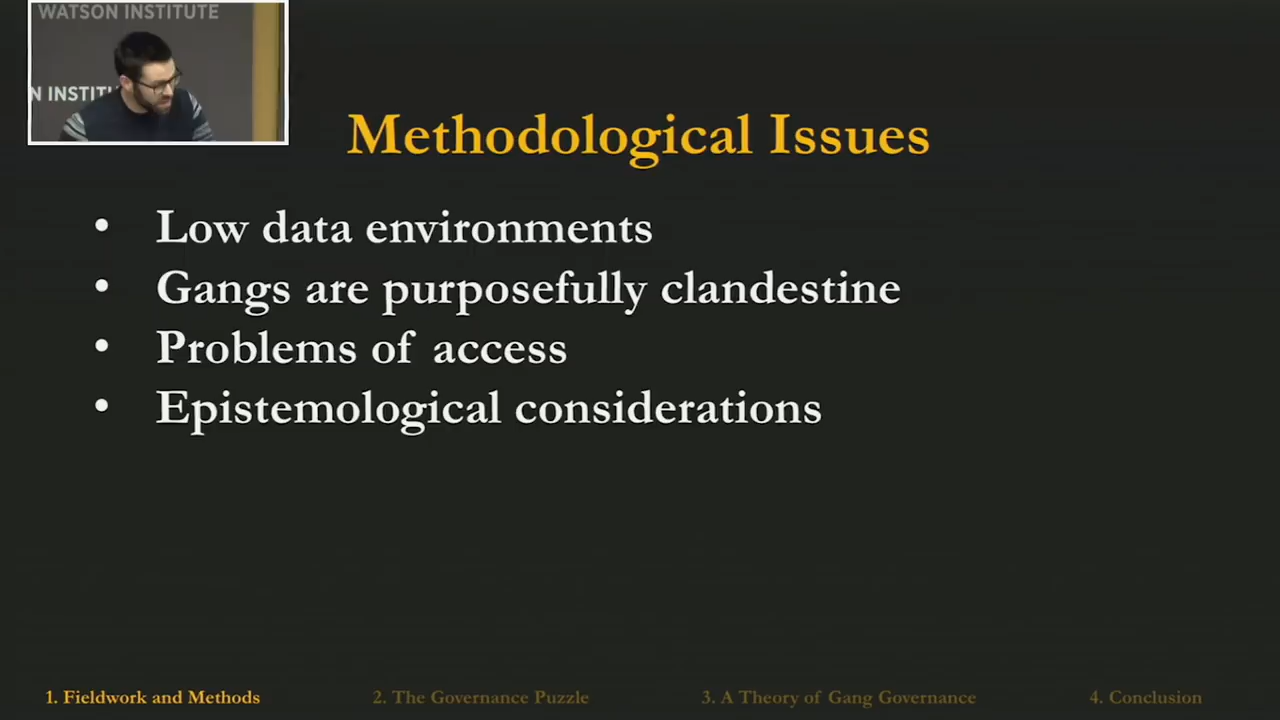 WATSON INSTITUTE
N INSTITU
Methodological Issues
• Low data environments
• Gangs are purposefully clandestine
• Problems of access
• Epistemological considerations
1. Fieldwork and Methods 2. The Governance Puzzle 3. A Theory of Gang Governance 4. Conclusion